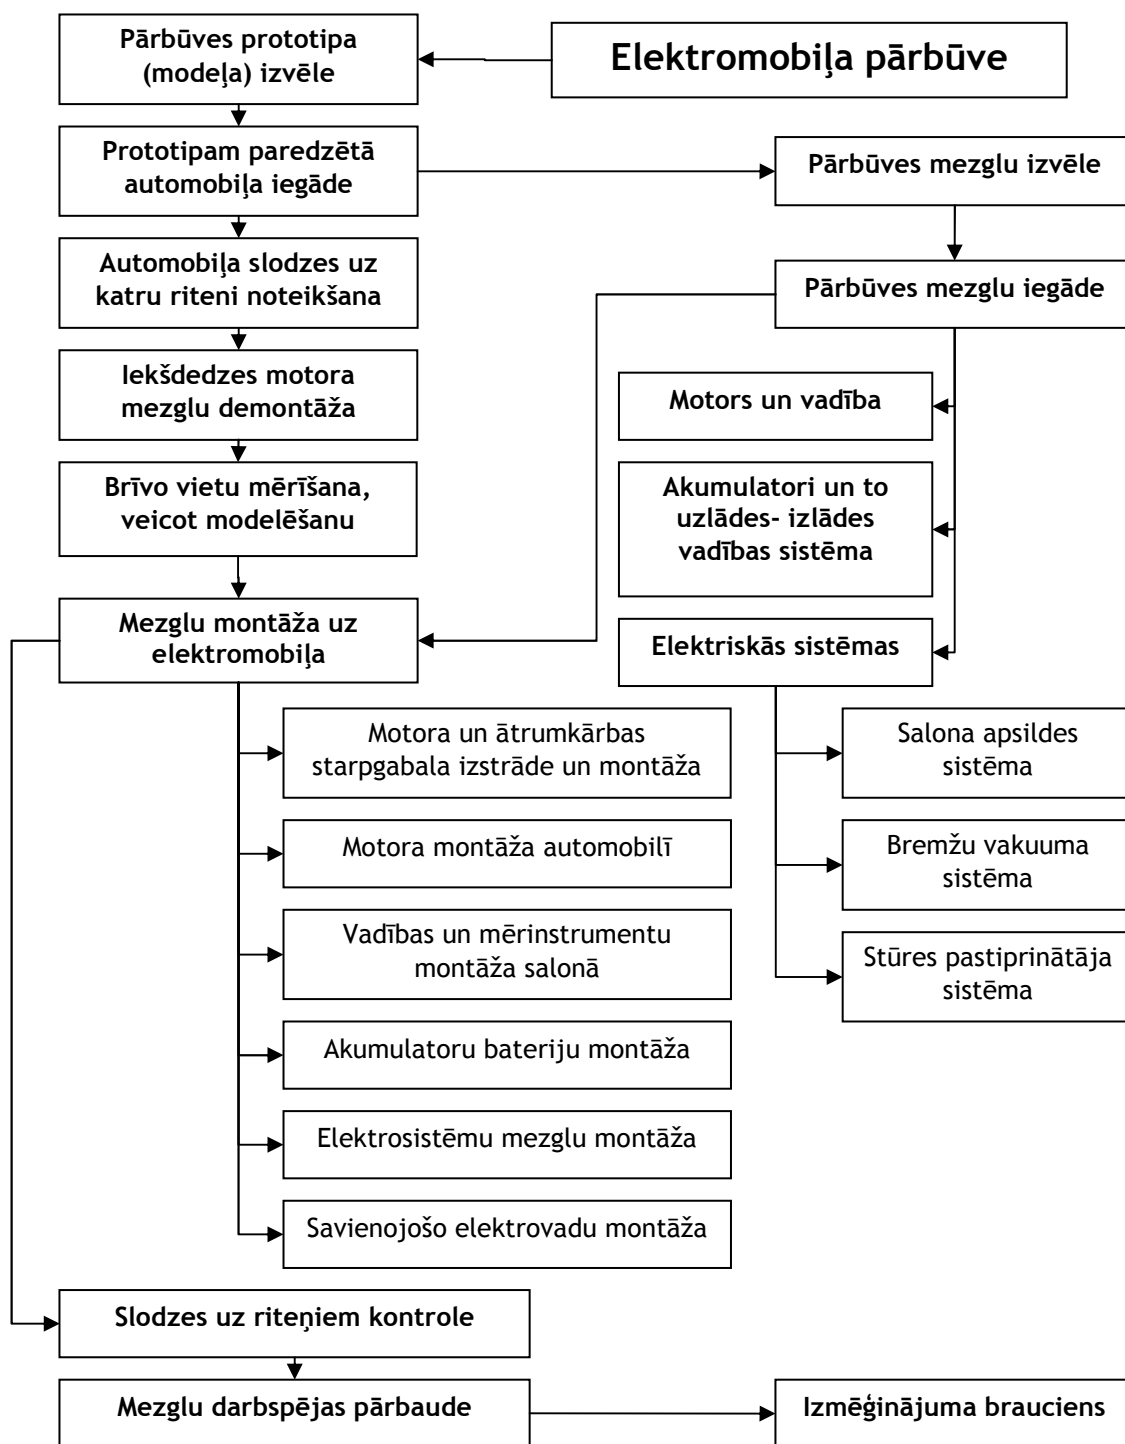 Elektromobiļa pārbūve
Pārbūves prototipa
(modeļa) izvēle
Prototipam paredzētā
automobiļa iegāde
Pārbūves mezglu izvēle
Automobiļa slodzes uz
katru riteni noteikšana
Pārbūves mezglu iegāde
Iekšdedzes motora
mezglu demontāža
Motors un vadība
Brīvo vietu mērīšana,
veicot modelēšanu
Akumulatori un to
uzlādes- izlādes
vadības sistēma
Mezglu montāža uz
elektromobiļa
Elektriskās sistēmas
Motora un ātrumkārbas
starpgabala izstrāde un montāža
Salona apsildes
sistēma
Motora montāža automobilī
Bremžu vakuuma
sistēma
Vadības un mērinstrumentu
montāža salonā
Stūres pastiprinātāja
sistēma
Akumulatoru bateriju montāža
Elektrosistēmu mezglu montāža
Savienojošo elektrovadu montāža
Slodzes uz riteņiem kontrole
Mezglu darbspējas pārbaude
Izmēģinājuma brauciens